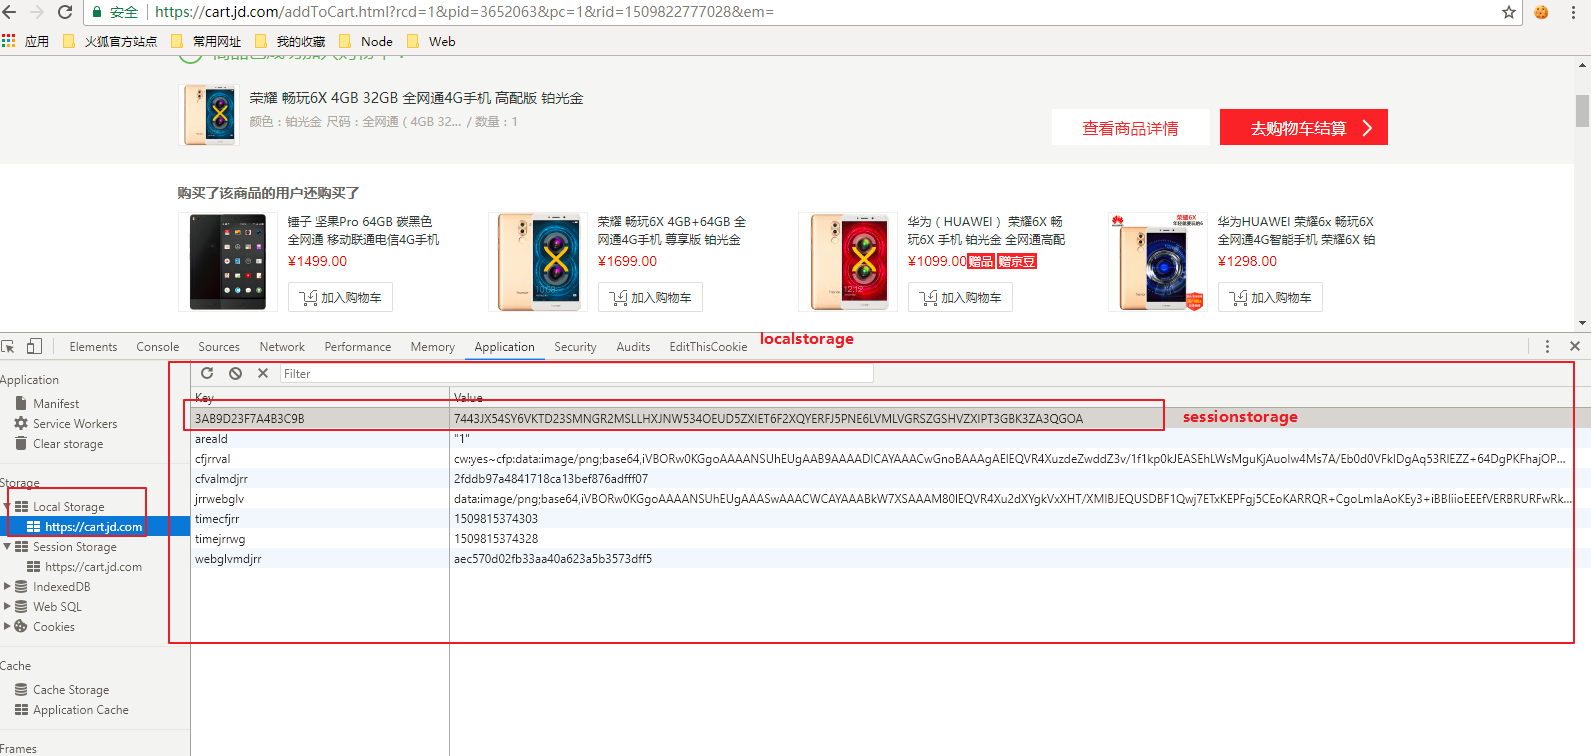 安全 https://cart.jd.com/addToCart.html?rcd=1&pid=3652063&pc=1&rid=1509822777028&em=
应用 火狐官方站点 常用网址 我的收藏 Node Web
荣耀 畅玩6X 4GB 32GB 全网通4G手机 高配版 铂光金
颜色：铂光金 尺码：全网通（4GB 32... / 数量：1
查看商品详情 去购物车结算
购买了该商品的用户还购买了
锤子 坚果Pro 64GB 碳黑色
全网通 移动联通电信4G手机
¥1499.00
加入购物车
荣耀 畅玩6X 4GB+64GB 全
网通4G手机 尊享版 铂光金
¥1699.00
加入购物车
华为（HUAWEI） 荣耀6X 畅
玩6X 手机 铂光金 全网通高配
¥1099.00 赠品 赠京豆
加入购物车
华为HUAWEI 荣耀6x 畅玩6X
全网通4G智能手机 荣耀6X 铂
¥1298.00
加入购物车
localstorage
Elements Console Sources Network Performance Memory Application Security Audits EditThisCookie
Application
Manifest
Service Workers
Clear storage
Storage
Local Storage
https://cart.jd.com
Session Storage
https://cart.jd.com
IndexedDB
Web SQL
Cookies
Cache
Cache Storage
Application Cache
Frames
Filter
Key Value
3AB9D23F7A4B3C9B 7443JX54SY6VKTD23SMNGR2MSLLHXJNW534OEUD5ZXIET6F2XQYERFJ5PNE6LVMLVGRSZGSHVZXIPT3GBK3ZA3QGOA
sessionstorage
areaId "1"
cfjrrval cw:yes~cfp:data:image/png;base64,iVBORw0KGgoAAAANSUhEUgAAB9AAAADICAYAAACwGnoBAAAgAElEQVR4XuzdeZwddZ3v/1f1kp0kJEASEhLWsMguKjAuolw4Ms7A/Eb0d0VFkIDgAq53RIEZZ+64DgPKFhajOP...
cfvalmdjrr 2fddb97a4841718ca13bef876adfff07
jrrwebglv data:image/png;base64,iVBORw0KGgoAAAANSUhEUgAAASwAAACWCAYAAABkW7XSAAAM80lEQVR4Xu2dXYgkVxXHT/XMIBJEQUSDBF1Qwj7ETxKEPFgj5CEoKARRQR+CgoLmIaAoKEy3+iBBIiioEEEfVERBRURFwRk...
timecfjrr 1509815374303
timejrrwg 1509815374328
webglvmdjrr aec570d02fb33aa40a623a5b3573dff5